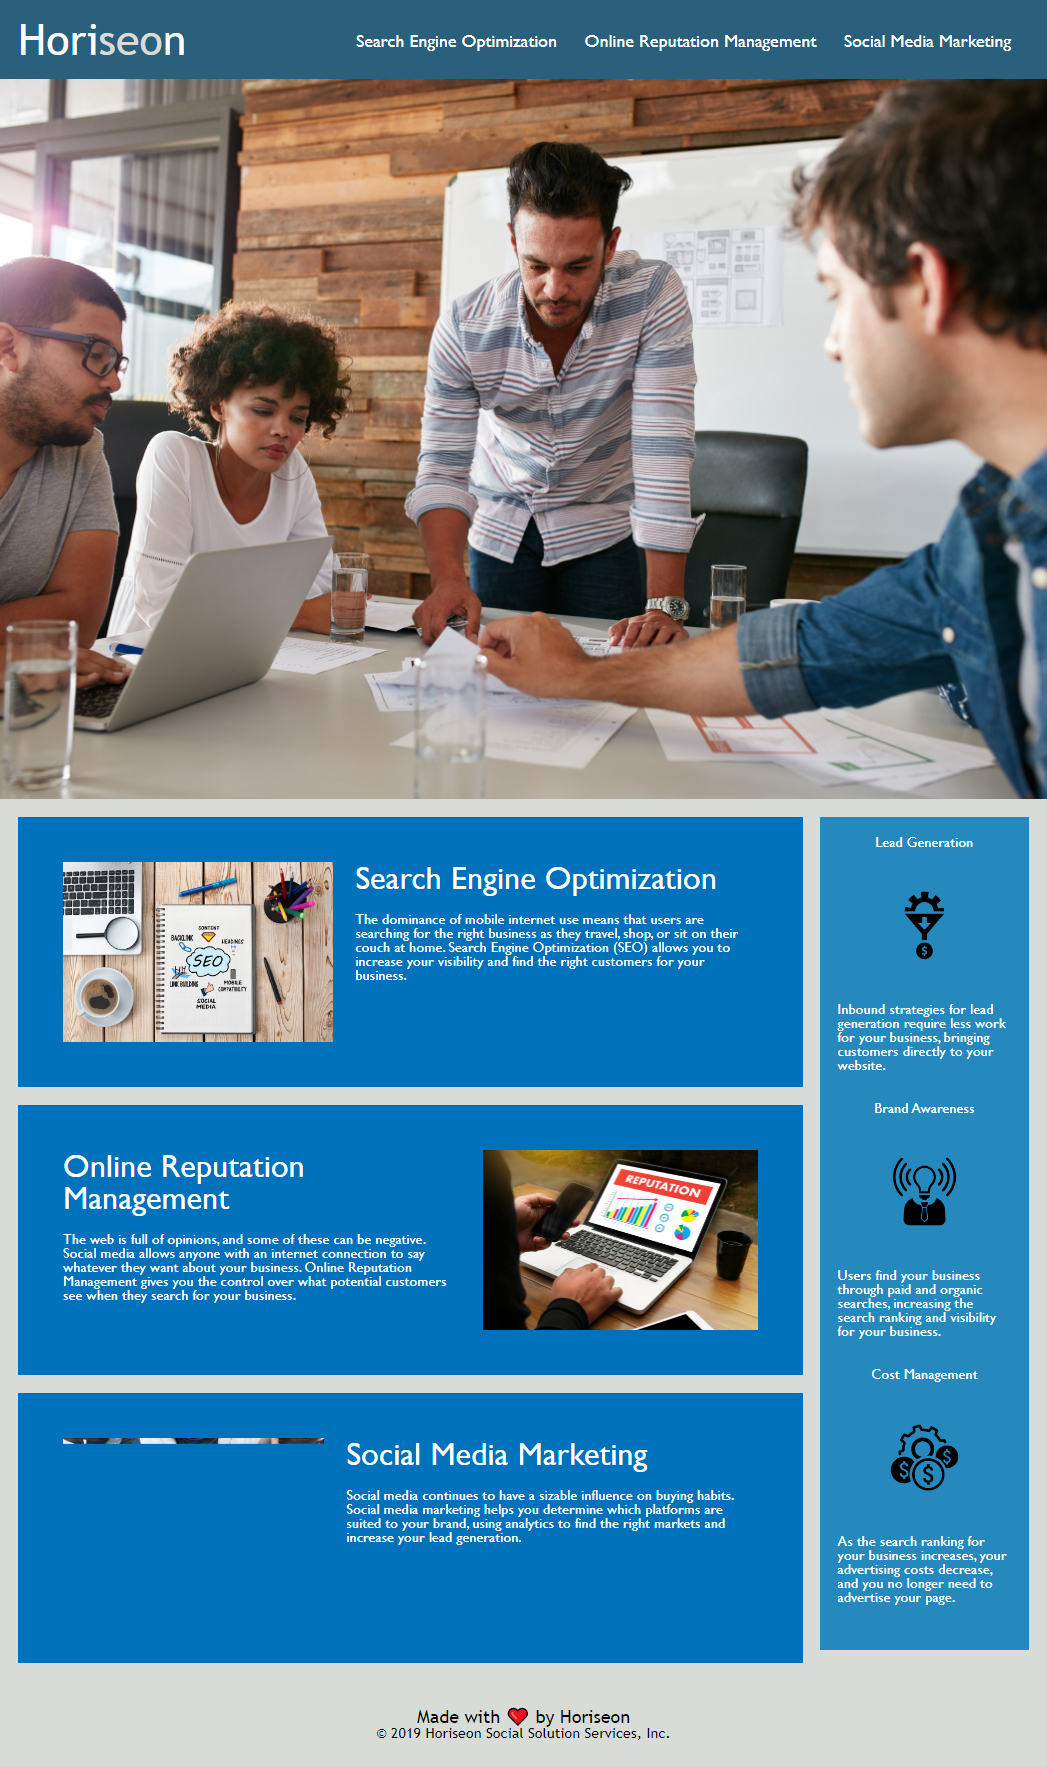 Horiseon
Search Engine Optimization
Online Reputation Management
Social Media Marketing
Search Engine Optimization
The dominance of mobile internet use means that users are
searching for the right business as they travel, shop, or sit on their
couch at home. Search Engine Optimization (SEO) allows you to
increase your visibility and find the right customers for your
business.
CONTENT
BACKLINK
HEADINGS
SEO
LINK BUILDING
MOBILE
COMPATIBILITY
SOCIAL
MEDIA
Online Reputation
Management
The web is full of opinions, and some of these can be negative.
Social media allows anyone with an internet connection to say
whatever they want about your business. Online Reputation
Management gives you the control over what potential customers
see when they search for your business.
REPUTATION
Social Media Marketing
Social media continues to have a sizable influence on buying habits.
Social media marketing helps you determine which platforms are
suited to your brand, using analytics to find the right markets and
increase your lead generation.
Lead Generation
$
Inbound strategies for lead
generation require less work
for your business, bringing
customers directly to your
website.
Brand Awareness
Users find your business
through paid and organic
searches, increasing the
search ranking and visibility
for your business.
Cost Management
$ $ $
As the search ranking for
your business increases, your
advertising costs decrease,
and you no longer need to
advertise your page.
Made with ❤️ by Horiseon
© 2019 Horiseon Social Solution Services, Inc.